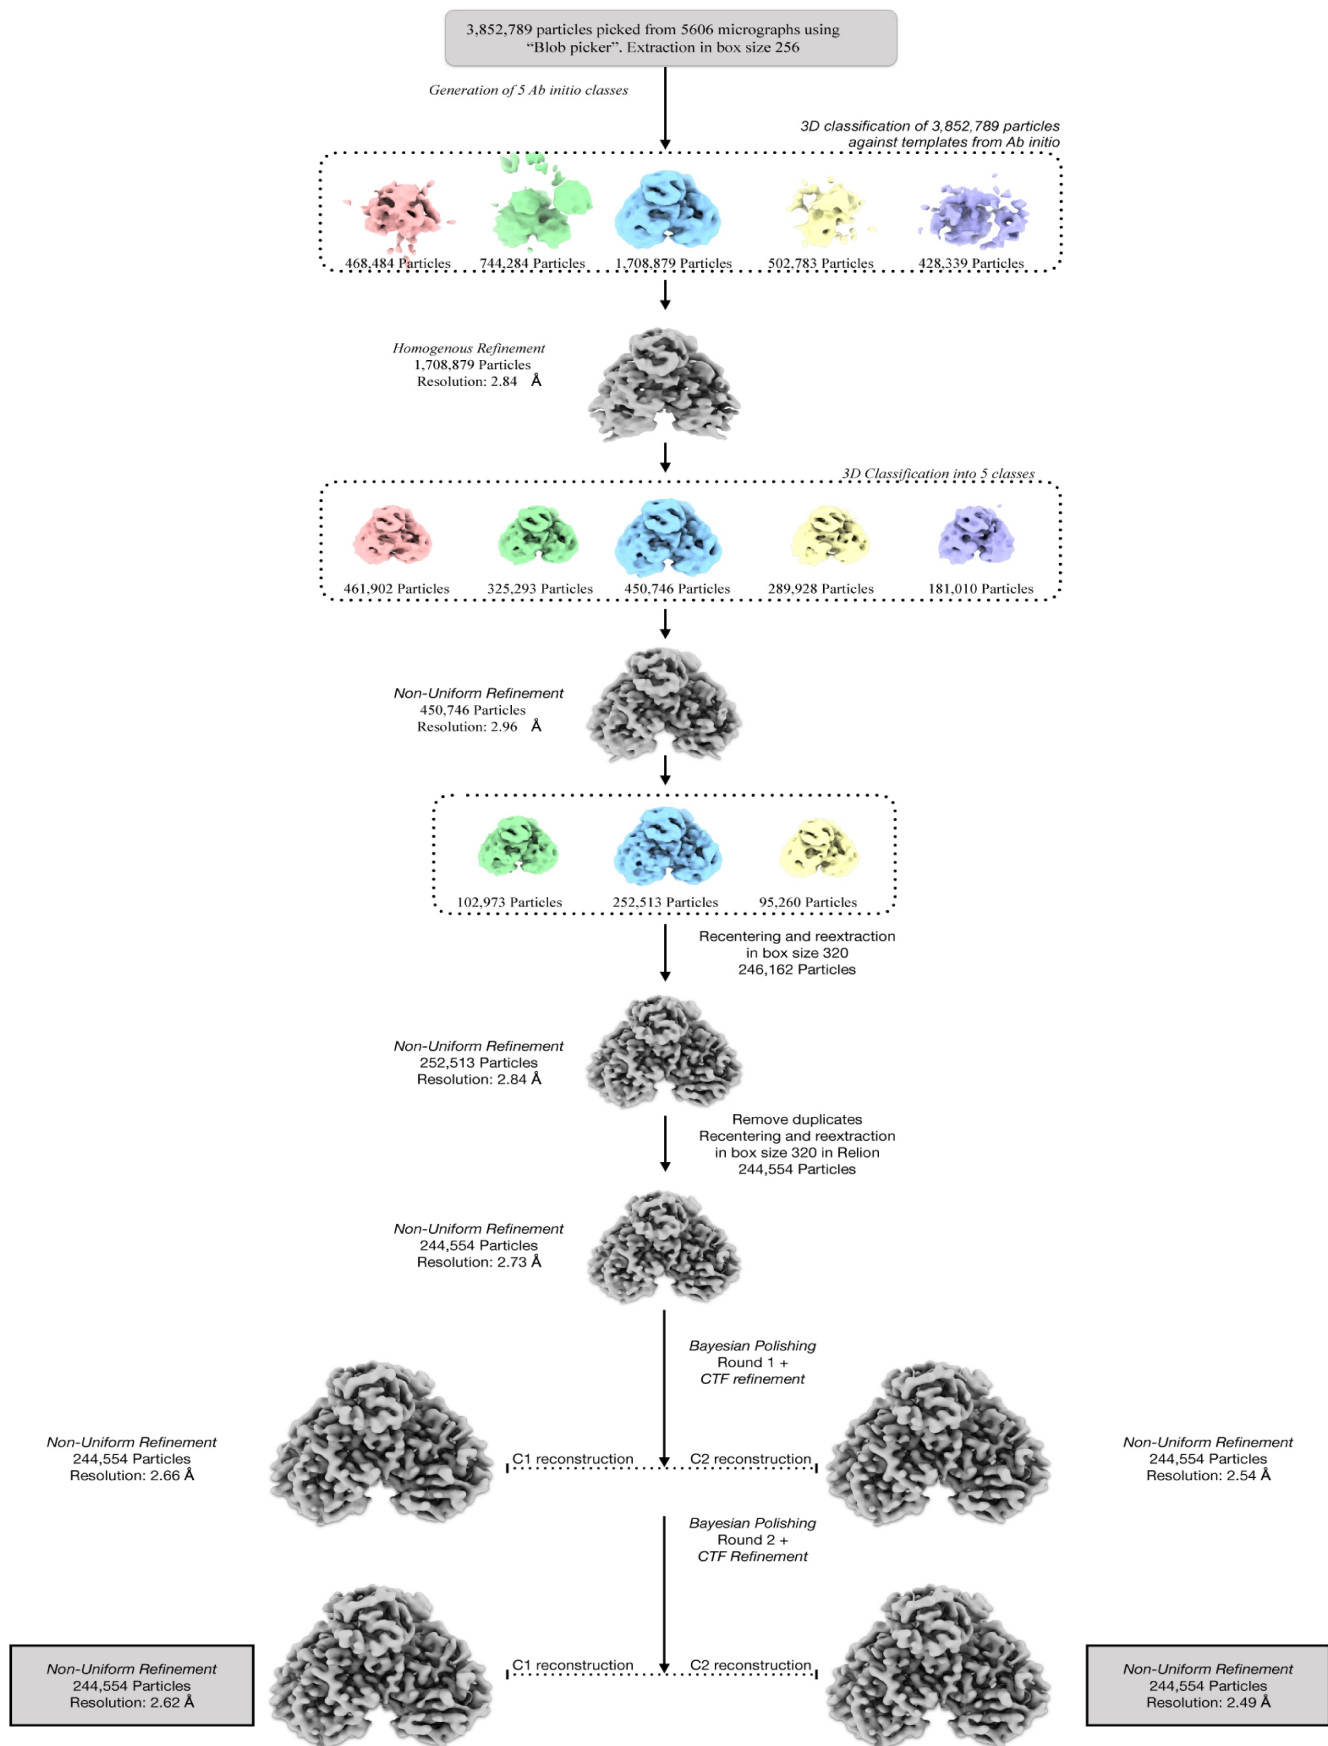 3,852,789 particles picked from 5606 micrographs using
“Blob picker”. Extraction in box size 256
Generation of 5 Ab initio classes
3D classification of 3,852,789 particles
against templates from Ab initio
468,484 Particles
744,284 Particles
1,708,879 Particles
502,783 Particles
428,339 Particles
Homogenous Refinement
1,708,879 Particles
Resolution: 2.84 Å
3D Classification into 5 classes
461,902 Particles
325,293 Particles
450,746 Particles
289,928 Particles
181,010 Particles
Non-Uniform Refinement
450,746 Particles
Resolution: 2.96 Å
102,973 Particles
252,513 Particles
95,260 Particles
Recentering and reextraction
in box size 320
246,162 Particles
Non-Uniform Refinement
252,513 Particles
Resolution: 2.84 Å
Remove duplicates
Recentering and reextraction
in box size 320 in Relion
244,554 Particles
Non-Uniform Refinement
244,554 Particles
Resolution: 2.73 Å
Bayesian Polishing
Round 1 +
CTF refinement
Non-Uniform Refinement
244,554 Particles
Resolution: 2.66 Å
C1 reconstruction
C2 reconstruction
Non-Uniform Refinement
244,554 Particles
Resolution: 2.54 Å
Bayesian Polishing
Round 2 +
CTF Refinement
Non-Uniform Refinement
244,554 Particles
Resolution: 2.62 Å
C1 reconstruction
C2 reconstruction
Non-Uniform Refinement
244,554 Particles
Resolution: 2.49 Å